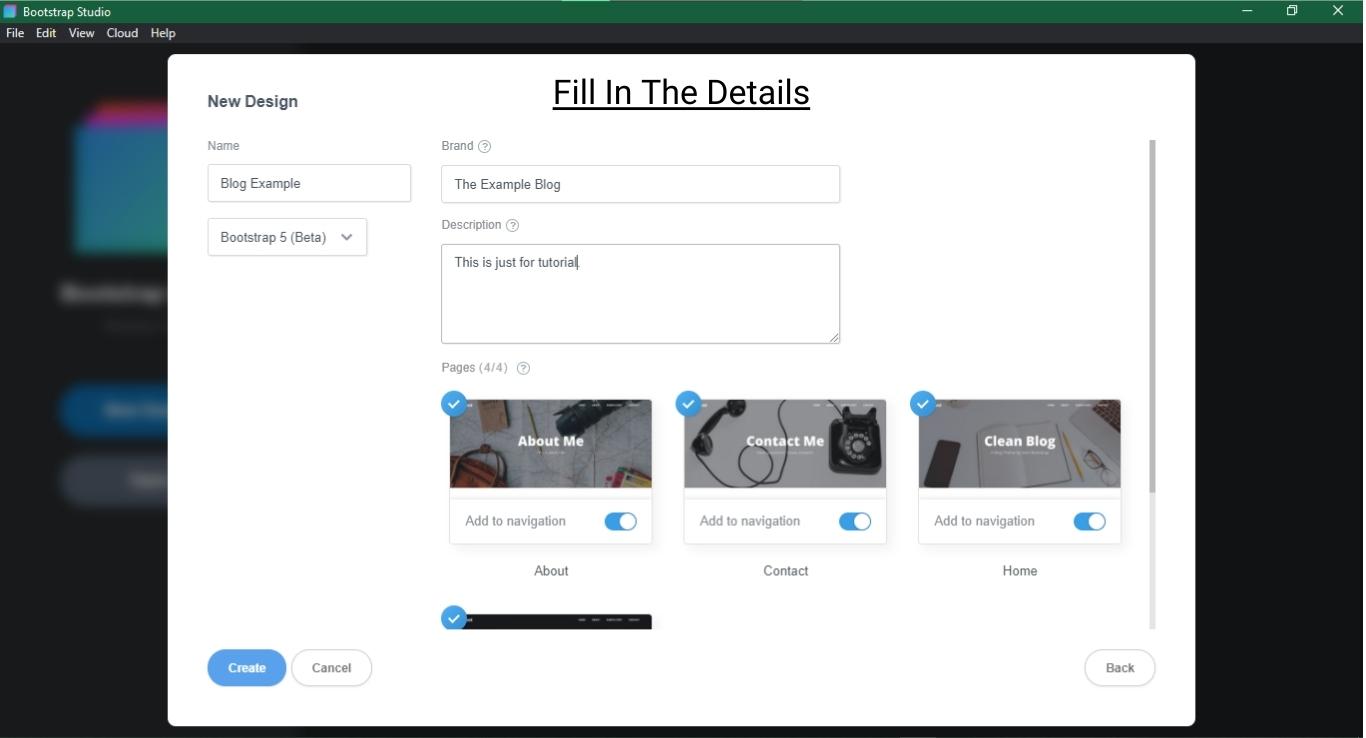 Bootstrap Studio
File Edit View Cloud Help
Fill In The Details
New Design
Name
Brand ?
Blog Example
The Example Blog
Bootstrap 5 (Beta)
Description ?
This is just for tutorial.
Pages (4/4) ?
About Me
Contact Me
Clean Blog
Add to navigation
Add to navigation
Add to navigation
About
Contact
Home
Create
Cancel
Back